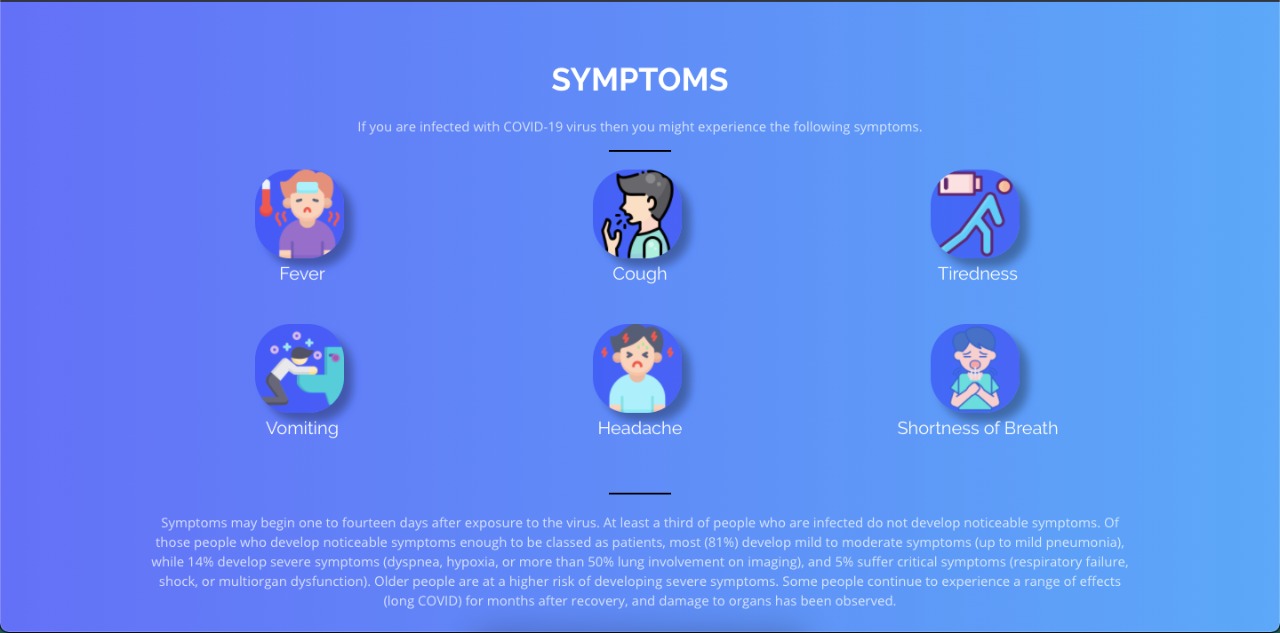 SYMPTOMS
If you are infected with COVID-19 virus then you might experience the following symptoms.
Fever
Cough
Tiredness
Vomiting
Headache
Shortness of Breath
Symptoms may begin one to fourteen days after exposure to the virus. At least a third of people who are infected do not develop noticeable symptoms. Of
those people who develop noticeable symptoms enough to be classed as patients, most (81%) develop mild to moderate symptoms (up to mild pneumonia),
while 14% develop severe symptoms (dyspnea, hypoxia, or more than 50% lung involvement on imaging), and 5% suffer critical symptoms (respiratory failure,
shock, or multiorgan dysfunction). Older people are at a higher risk of developing severe symptoms. Some people continue to experience a range of effects
(long COVID) for months after recovery, and damage to organs has been observed.